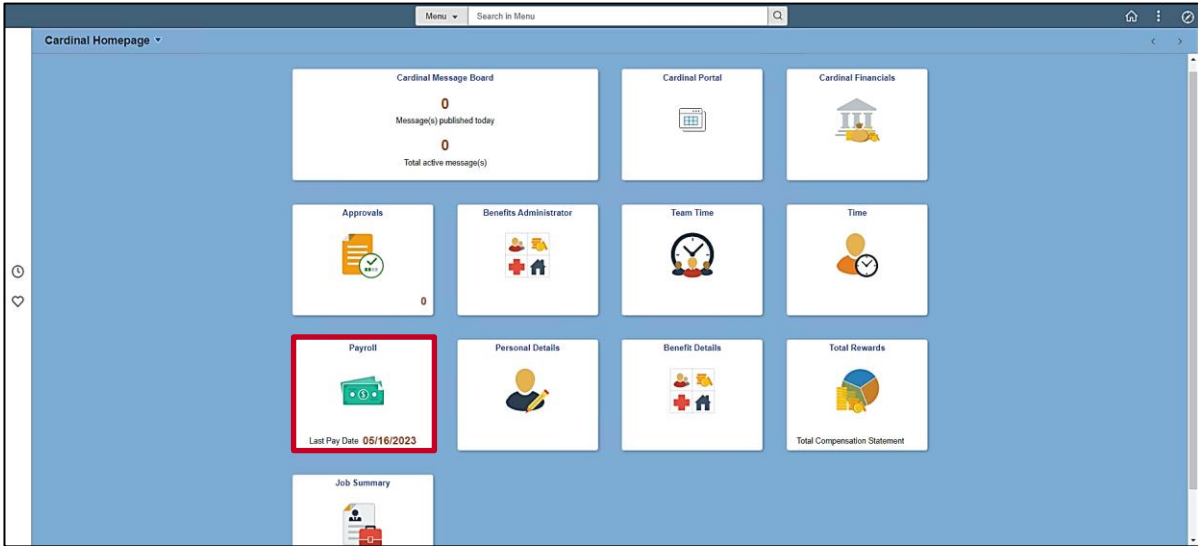 Menu
Search in Menu
Cardinal Homepage
Cardinal Message Board
0
Message(s) published today
0
Total active message(s)
Cardinal Portal
Cardinal Financials
Approvals
0
Benefits Administrator
Team Time
Time
Payroll
Last Pay Date 05/16/2023
Personal Details
Benefit Details
Total Rewards
Total Compensation Statement
Job Summary